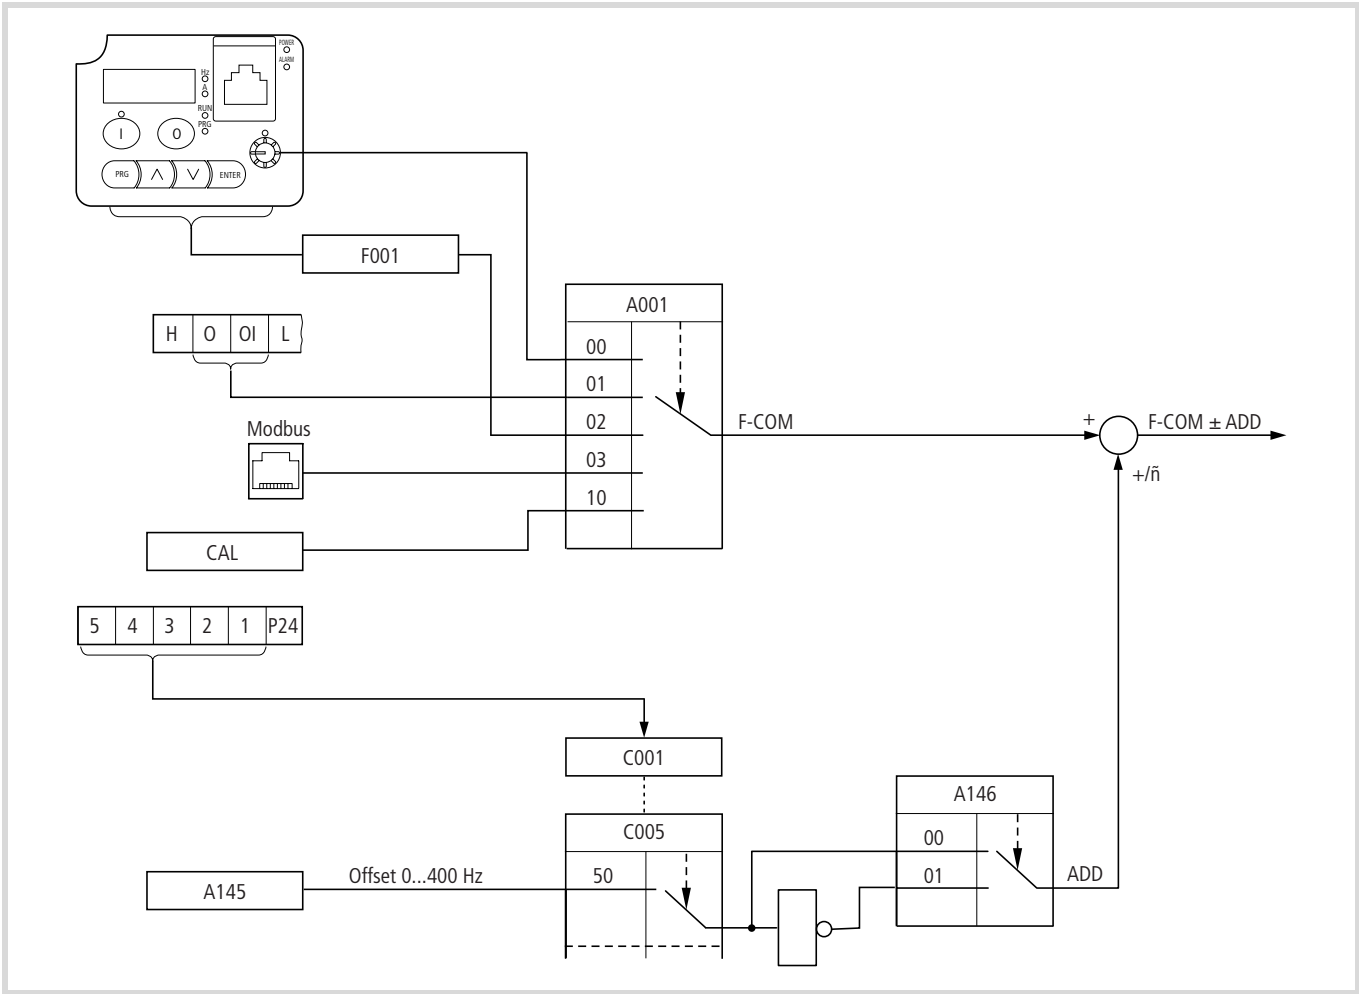 POWER
ALARM
Hz
A
RUN
PRG
I
O
PRG
ENTER
F001
A001
H
O
OI
L
00
01
02
03
10
F-COM
+
F-COM ± ADD
+/ñ
Modbus
CAL
5
4
3
2
1
P24
C001
C005
50
A145
Offset 0...400 Hz
A146
00
01
ADD